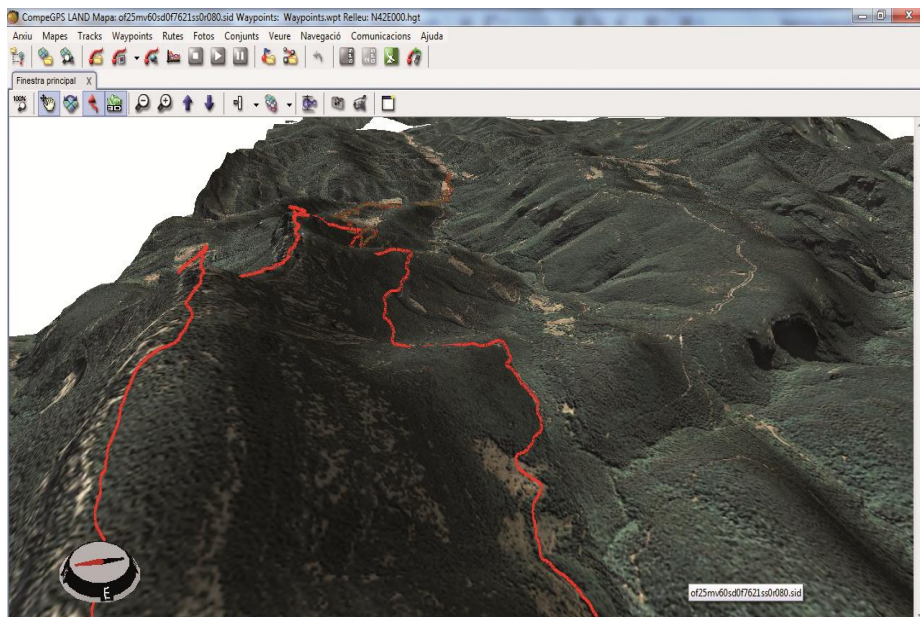 CompeGPS LAND Mapa: of25mv60sd0f7621ss0r080.sid Waypoints: Waypoints.wpt Relleu: N42E000.hgt
Arxiu Mapes Tracks Waypoints Rutes Fotos Conjunts Veure Navegació Comunicacions Ajuda
Finestra principal X
100%
3D
E
of25mv60sd0f7621ss0r080.sid